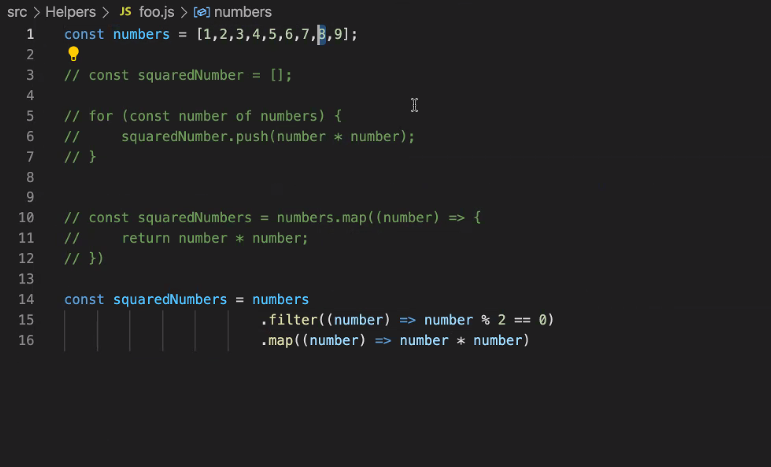 src > Helpers > JS foo.js > numbers
1 const numbers = [1,2,3,4,5,6,7,8,9];
2
3 // const squaredNumber = [];
4
5 // for (const number of numbers) {
6 //     squaredNumber.push(number * number);
7 // }
8
9
10 // const squaredNumbers = numbers.map((number) => {
11 //     return number * number;
12 // })
13
14 const squaredNumbers = numbers
15                         .filter((number) => number % 2 == 0)
16                         .map((number) => number * number)